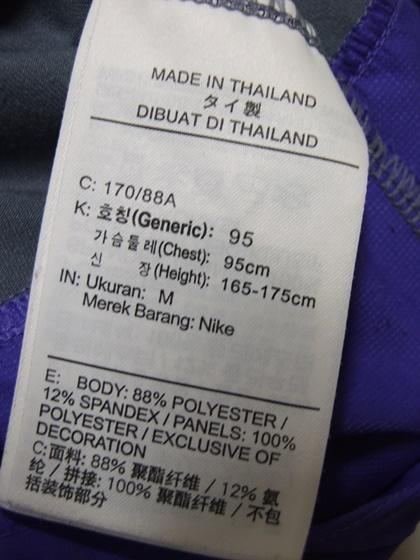 MADE IN THAILAND
タイ製
DIBUAT DI THAILAND
C: 170/88A
K: 호칭(Generic): 95
가슴둘레(Chest): 95cm
신 장(Height): 165-175cm
IN: Ukuran: M
Merek Barang: Nike
E: BODY: 88% POLYESTER /
12% SPANDEX / PANELS: 100%
POLYESTER / EXCLUSIVE OF
DECORATION
C:面料: 88% 聚酯纤维 / 12% 氨
纶 / 拼接: 100% 聚酯纤维 / 不包
括装饰部分